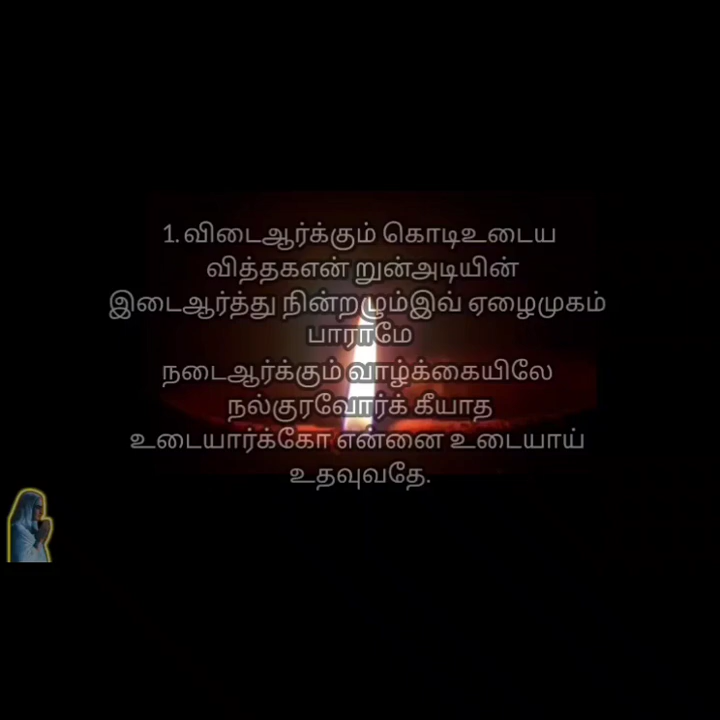 1.விடைஆர்க்கும் கொடிஉடைய
வித்தகஎன் றுன்அடியின்
இடைஆர்த்து நின்றழும்இவ் ஏழைமுகம்
பாராமே
நடைஆர்க்கும் வாழ்க்கையிலே
நல்குரவோர்க் கீயாத
உடையார்க்கோ என்னை உடையாய்
உதவுவதே.